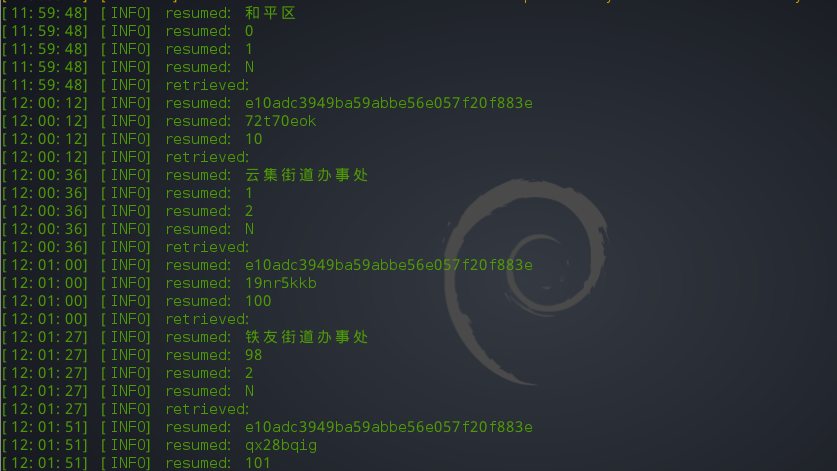 [11:59:48] [INFO] resumed: 和平区
[11:59:48] [INFO] resumed: 0
[11:59:48] [INFO] resumed: 1
[11:59:48] [INFO] resumed: N
[11:59:48] [INFO] retrieved:
[12:00:12] [INFO] resumed: e10adc3949ba59abbe56e057f20f883e
[12:00:12] [INFO] resumed: 72t70eok
[12:00:12] [INFO] resumed: 10
[12:00:12] [INFO] retrieved:
[12:00:36] [INFO] resumed: 云集街道办事处
[12:00:36] [INFO] resumed: 1
[12:00:36] [INFO] resumed: 2
[12:00:36] [INFO] resumed: N
[12:00:36] [INFO] retrieved:
[12:01:00] [INFO] resumed: e10adc3949ba59abbe56e057f20f883e
[12:01:00] [INFO] resumed: 19nr5kkb
[12:01:00] [INFO] resumed: 100
[12:01:00] [INFO] retrieved:
[12:01:27] [INFO] resumed: 铁友街道办事处
[12:01:27] [INFO] resumed: 98
[12:01:27] [INFO] resumed: 2
[12:01:27] [INFO] resumed: N
[12:01:27] [INFO] retrieved:
[12:01:51] [INFO] resumed: e10adc3949ba59abbe56e057f20f883e
[12:01:51] [INFO] resumed: qx28bqig
[12:01:51] [INFO] resumed: 101